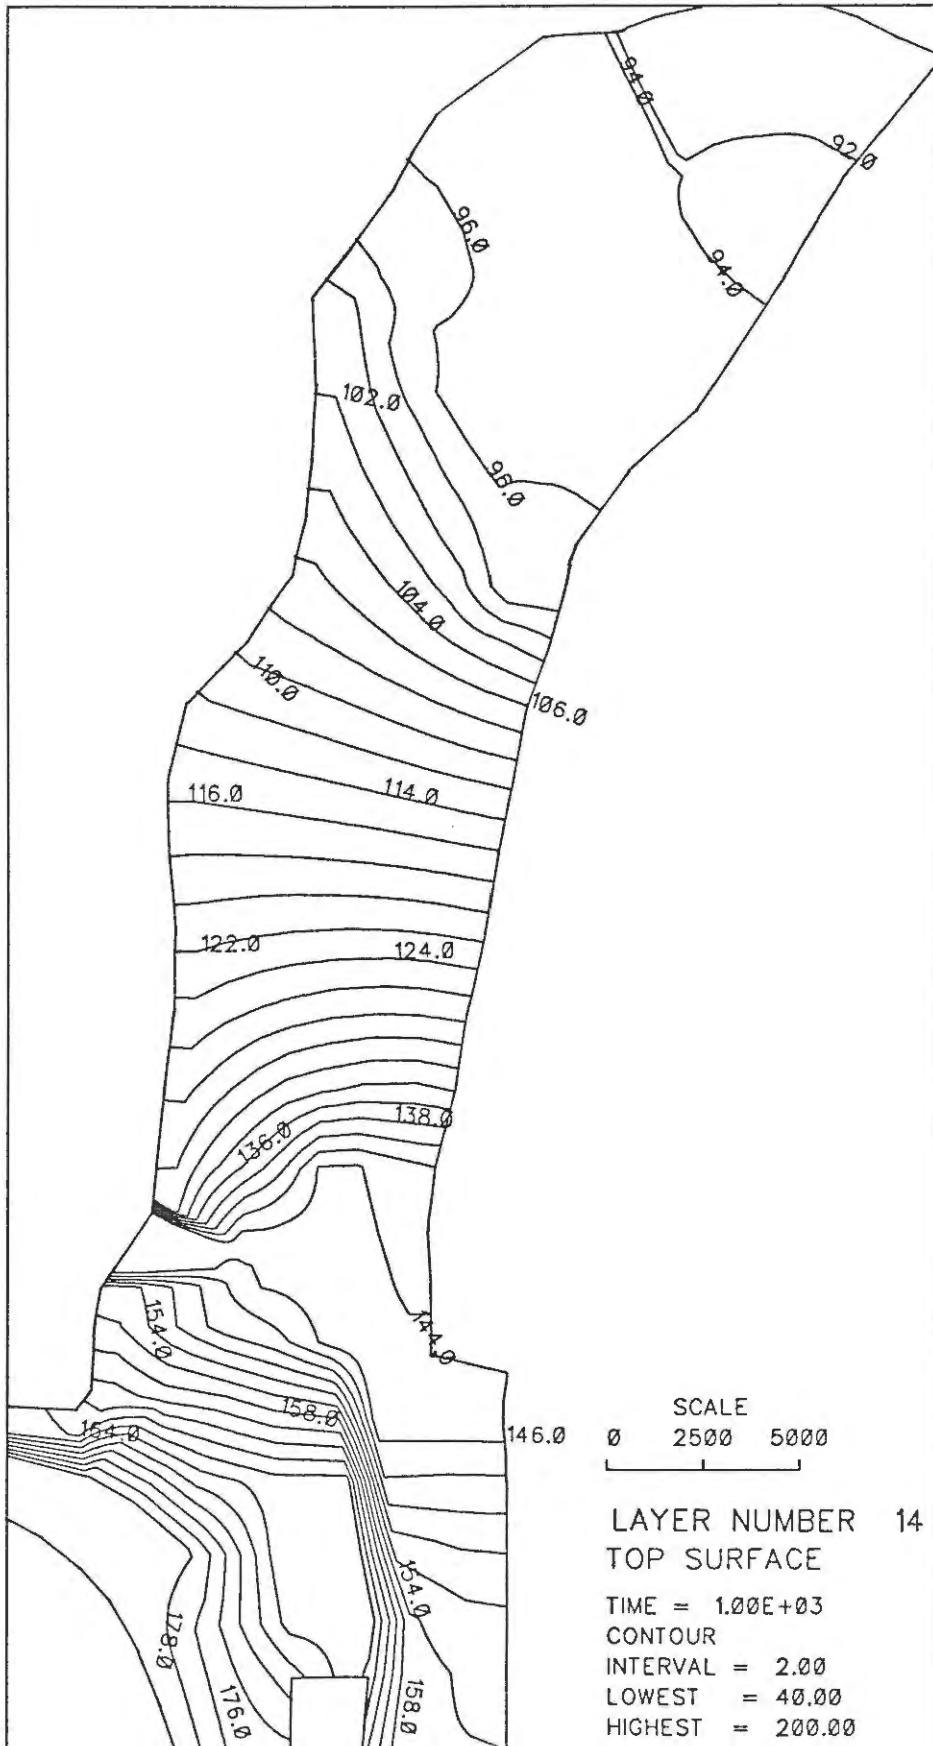 94.0
92.0
96.0
94.0
102.0
96.0
104.0
110.0
106.0
116.0
114.0
122.0
124.0
136.0
138.0
144.0
154.0
158.0
164.0
146.0
SCALE
0 2500 5000
LAYER NUMBER 14
TOP SURFACE
TIME = 1.00E+03
CONTOUR
INTERVAL = 2.00
LOWEST = 40.00
HIGHEST = 200.00
154.0
178.0
176.0
158.0